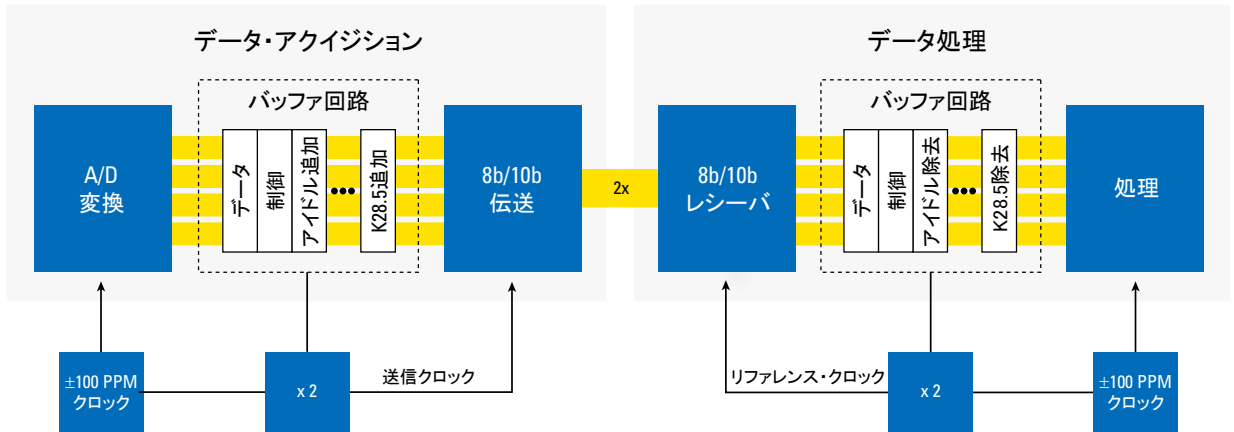 データ・アクイジション
バッファ回路
A/D
変換
データ
制御
アイドル追加
•••
K28.5追加
8b/10b
伝送
±100 PPM
クロック
x 2
送信クロック
2x
データ処理
8b/10b
レシーバ
バッファ回路
データ
制御
アイドル除去
•••
K28.5除去
処理
リファレンス・クロック
x 2
±100 PPM
クロック